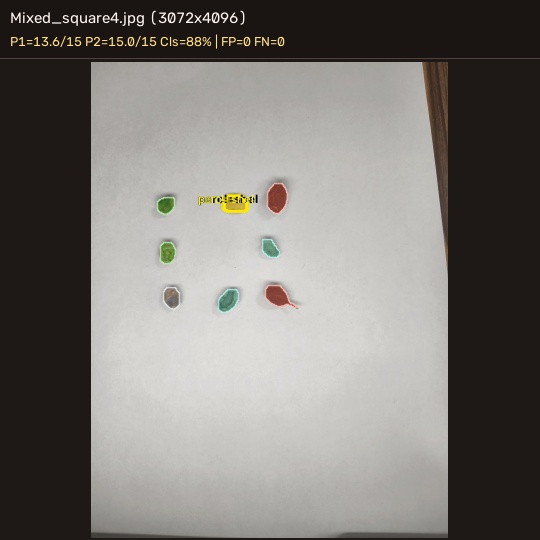 Mixed_square4.jpg (3072x4096)
P1=13.6/15 P2=15.0/15 Cls=88% | FP=0 FN=0